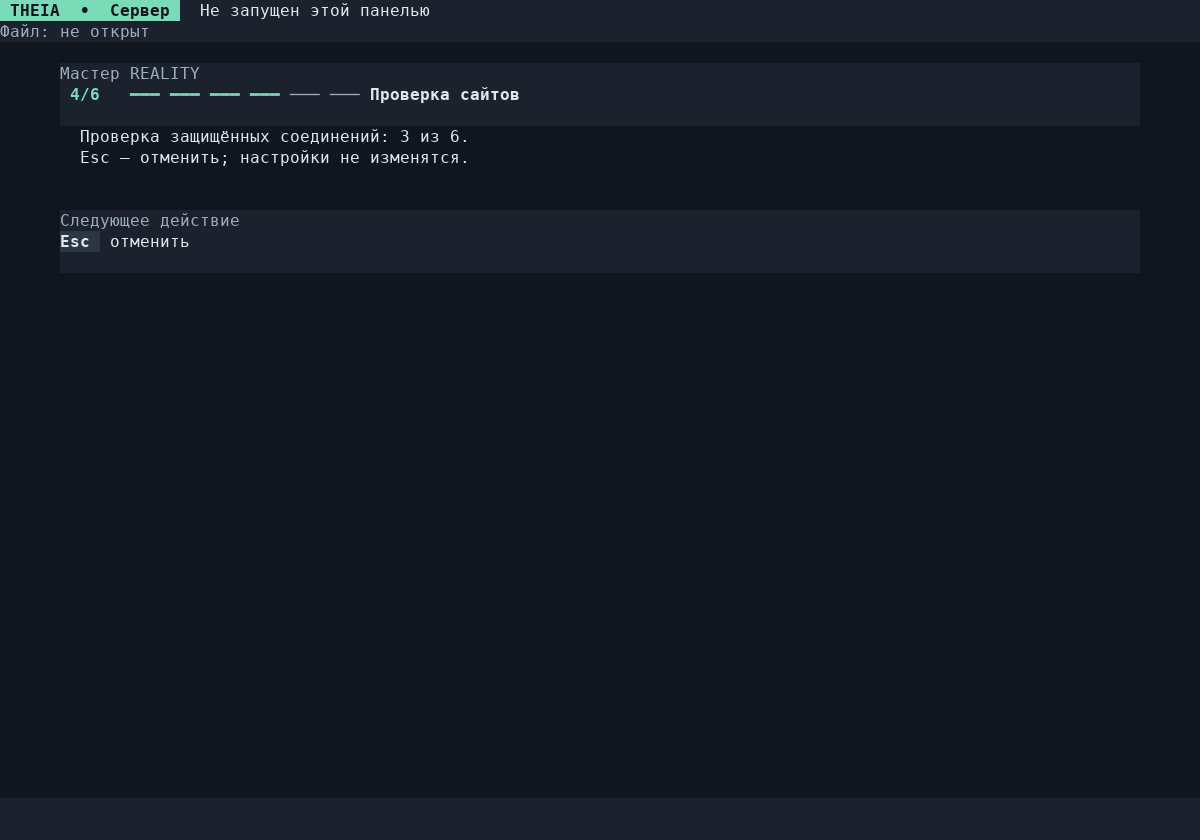 THEIA • Сервер Не запущен этой панелью
Файл: не открыт
Мастер REALITY
4/6 ━━━ ━━━ ━━━ ━━━ ─── ─── Проверка сайтов
Проверка защищённых соединений: 3 из 6.
Esc — отменить; настройки не изменятся.
Следующее действие
Esc отменить